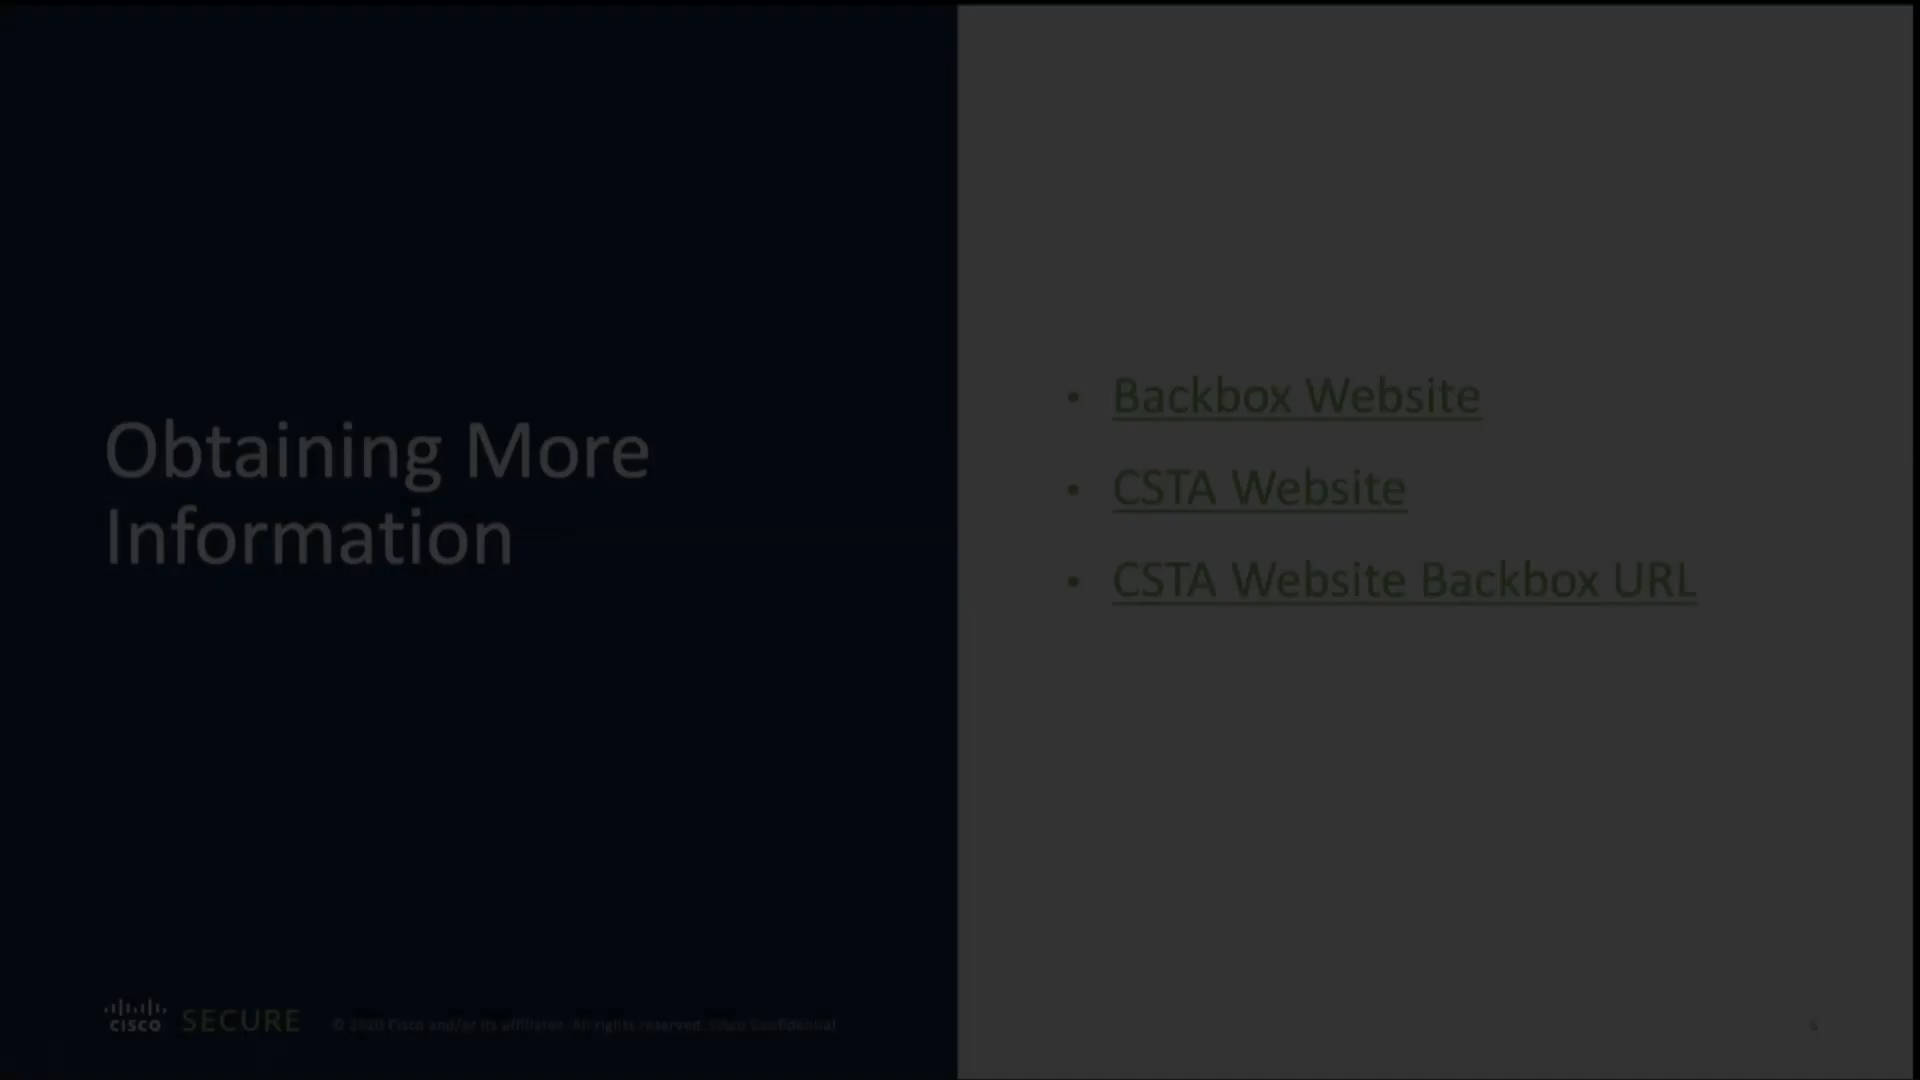 Obtaining More
Information
• Backbox Website
• CSTA Website
• CSTA Website Backbox URL
CISCO SECURE © 2020 Cisco and/or its affiliates. All rights reserved. Cisco Confidential